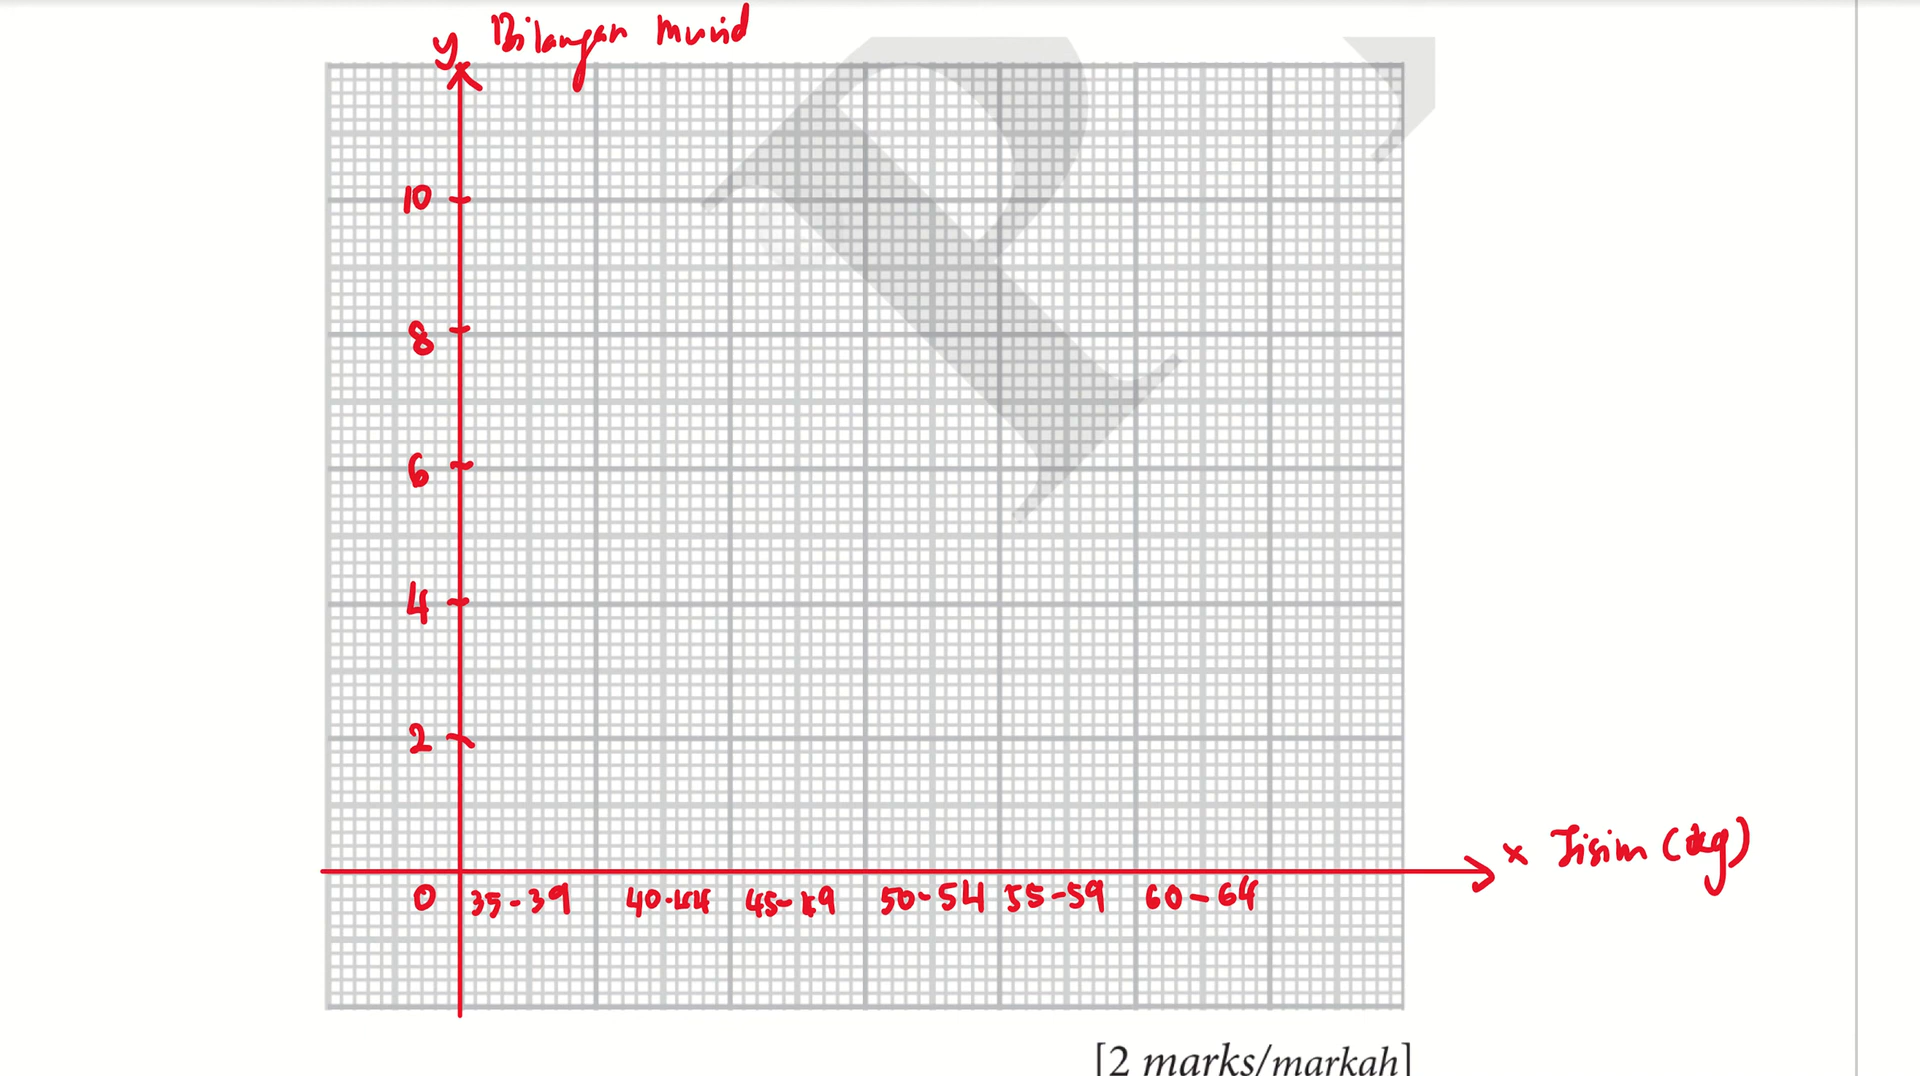 y Bilangan Murid
10
8
6
4
2
x Jisim (kg)
0 35-39 40-44 45-49 50-54 55-59 60-64
[2 marks/markah]